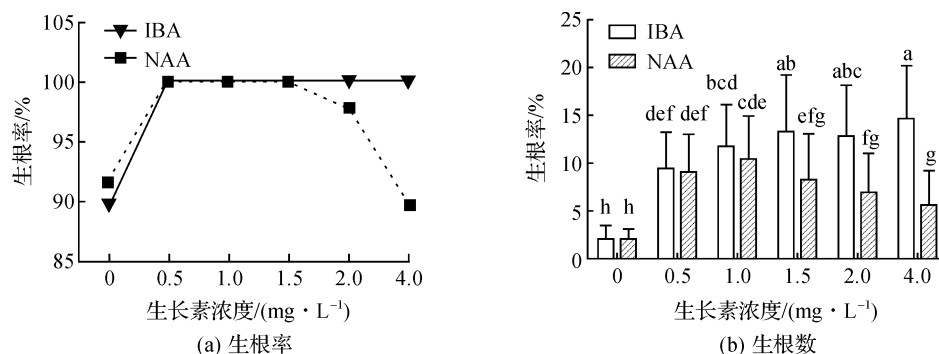 105
100
95
90
85
生根率/%
IBA
NAA
0 0.5 1.0 1.5 2.0 4.0
生长素浓度/(mg·L⁻¹)
(a) 生根率
25
20
15
10
5
0
生根率/%
IBA
NAA
h h def def bcd cde ab efg abc fg a g
0 0.5 1.0 1.5 2.0 4.0
生长素浓度/(mg·L⁻¹)
(b) 生根数